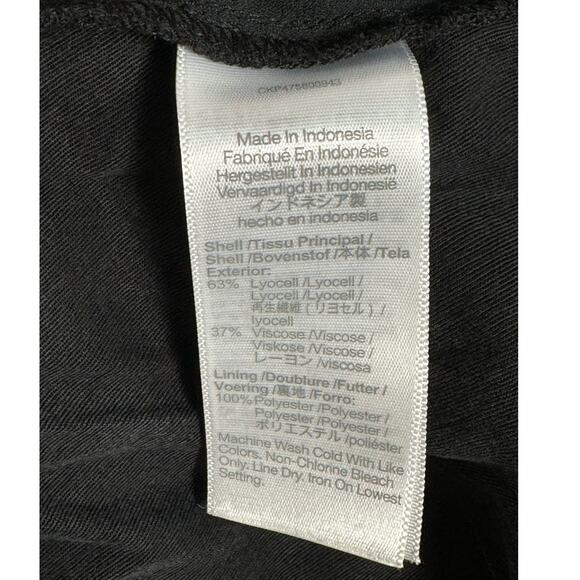 CKP475800943
Made In Indonesia
Fabriqué En Indonésie
Hergestellt In Indonesien
Vervaardigd In Indonesië
インドネシア製
hecho en indonesia
Shell /Tissu Principal /
Shell /Bovenstof /本体 /Tela
Exterior:
63% Lyocell /Lyocell /
Lyocell /Lyocell /
再生繊維 ( リヨセル ) /
lyocell
37% Viscose /Viscose /
Viskose /Viscose /
レーヨン /viscosa
Lining /Doublure /Futter /
Voering /裏地 /Forro:
100% Polyester /Polyester /
Polyester /Polyester /
ポリエステル /poliéster
Machine Wash Cold With Like
Colors. Non-Chlorine Bleach
Only. Line Dry. Iron On Lowest
Setting.